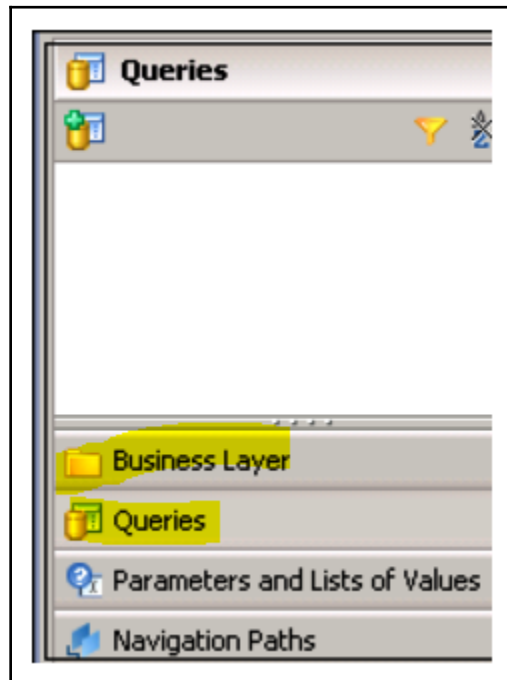 Queries
Business Layer
Queries
Parameters and Lists of Values
Navigation Paths